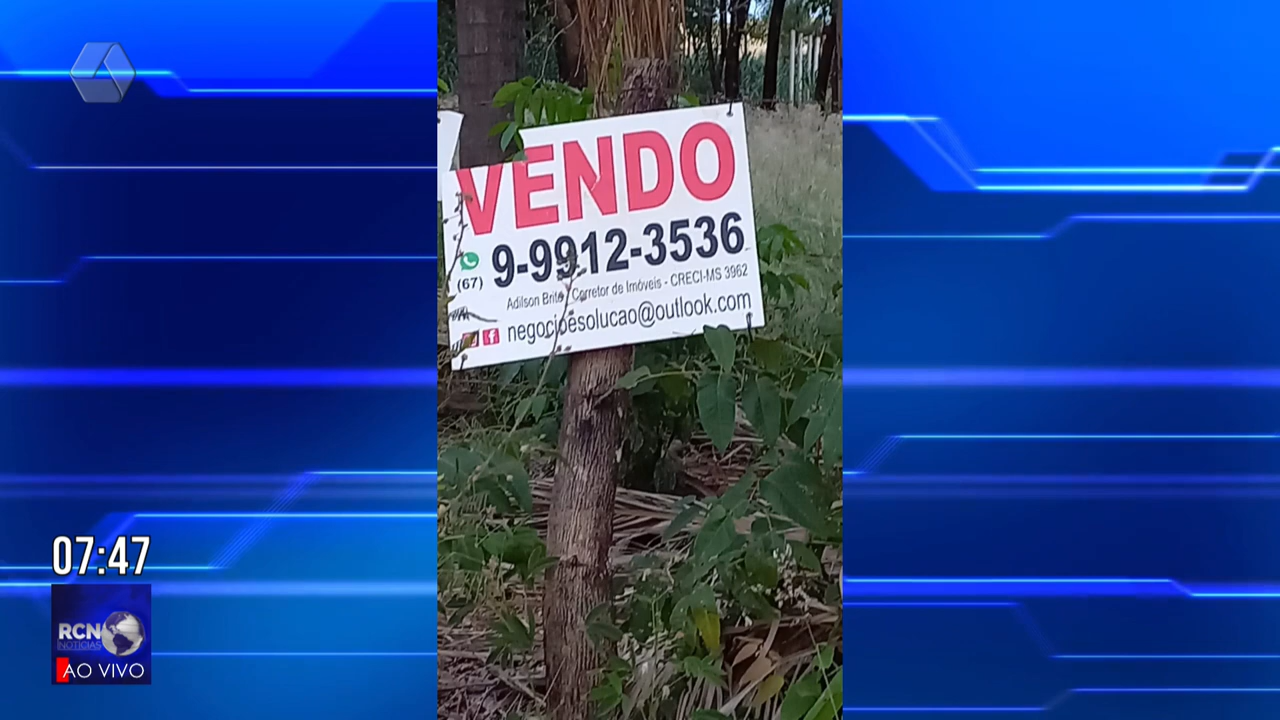 VENDO
(67) 9-9912-3536
Adilson Brito Corretor de Imóveis - CRECI-MS 3962
negocioesolucao@outlook.com
07:47
RCN
NOTÍCIAS
AO VIVO